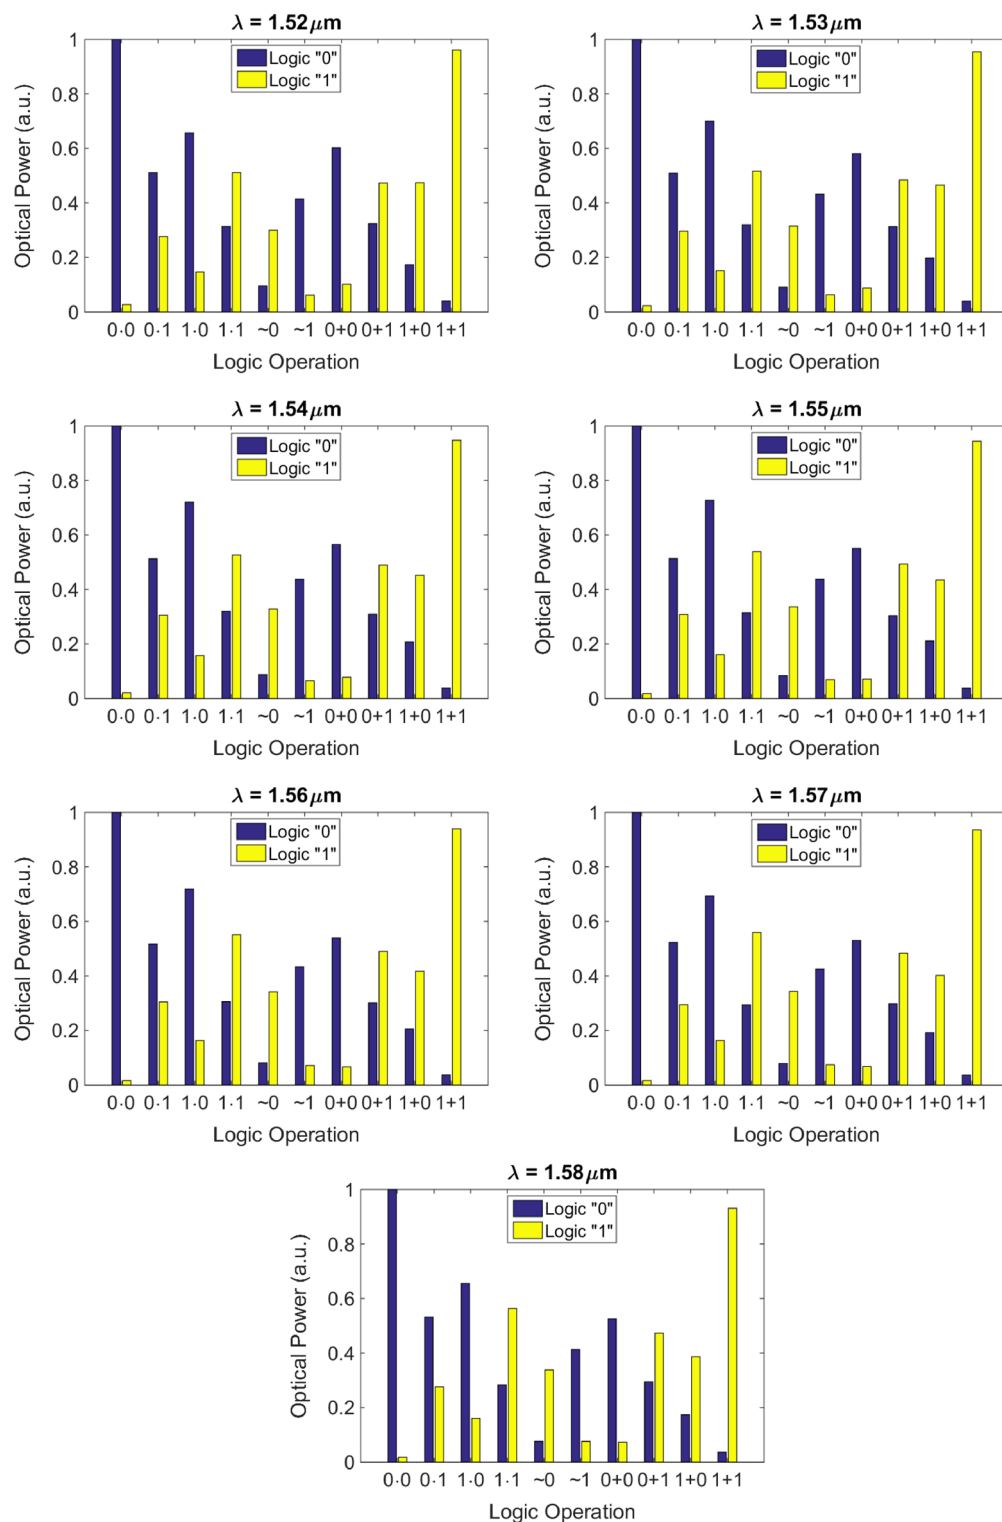 λ = 1.52μm
Optical Power (a.u.)
1
0.8
0.6
0.4
0.2
0
Logic "0"
Logic "1"
0·0 0·1 1·0 1·1 ~0 ~1 0+0 0+1 1+0 1+1
Logic Operation
λ = 1.53μm
Optical Power (a.u.)
1
0.8
0.6
0.4
0.2
0
Logic "0"
Logic "1"
0·0 0·1 1·0 1·1 ~0 ~1 0+0 0+1 1+0 1+1
Logic Operation
λ = 1.54μm
Optical Power (a.u.)
1
0.8
0.6
0.4
0.2
0
Logic "0"
Logic "1"
0·0 0·1 1·0 1·1 ~0 ~1 0+0 0+1 1+0 1+1
Logic Operation
λ = 1.55μm
Optical Power (a.u.)
1
0.8
0.6
0.4
0.2
0
Logic "0"
Logic "1"
0·0 0·1 1·0 1·1 ~0 ~1 0+0 0+1 1+0 1+1
Logic Operation
λ = 1.56μm
Optical Power (a.u.)
1
0.8
0.6
0.4
0.2
0
Logic "0"
Logic "1"
0·0 0·1 1·0 1·1 ~0 ~1 0+0 0+1 1+0 1+1
Logic Operation
λ = 1.57μm
Optical Power (a.u.)
1
0.8
0.6
0.4
0.2
0
Logic "0"
Logic "1"
0·0 0·1 1·0 1·1 ~0 ~1 0+0 0+1 1+0 1+1
Logic Operation
λ = 1.58μm
Optical Power (a.u.)
1
0.8
0.6
0.4
0.2
0
Logic "0"
Logic "1"
0·0 0·1 1·0 1·1 ~0 ~1 0+0 0+1 1+0 1+1
Logic Operation